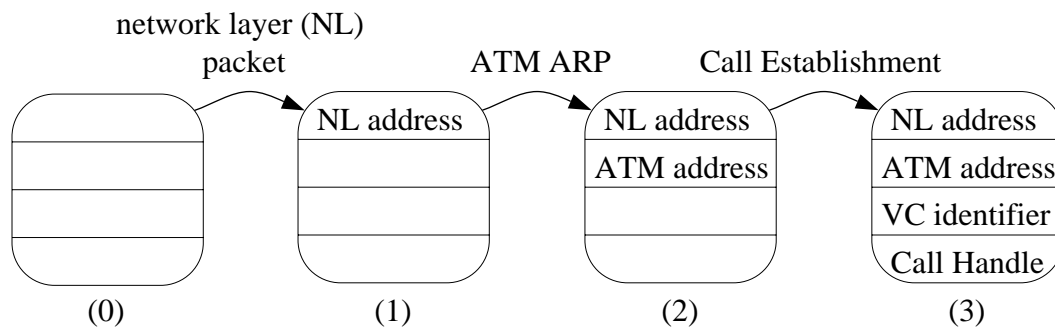 network layer (NL)
packet
ATM ARP
Call Establishment
NL address
NL address
NL address
ATM address
ATM address
VC identifier
Call Handle
(0)
(1)
(2)
(3)